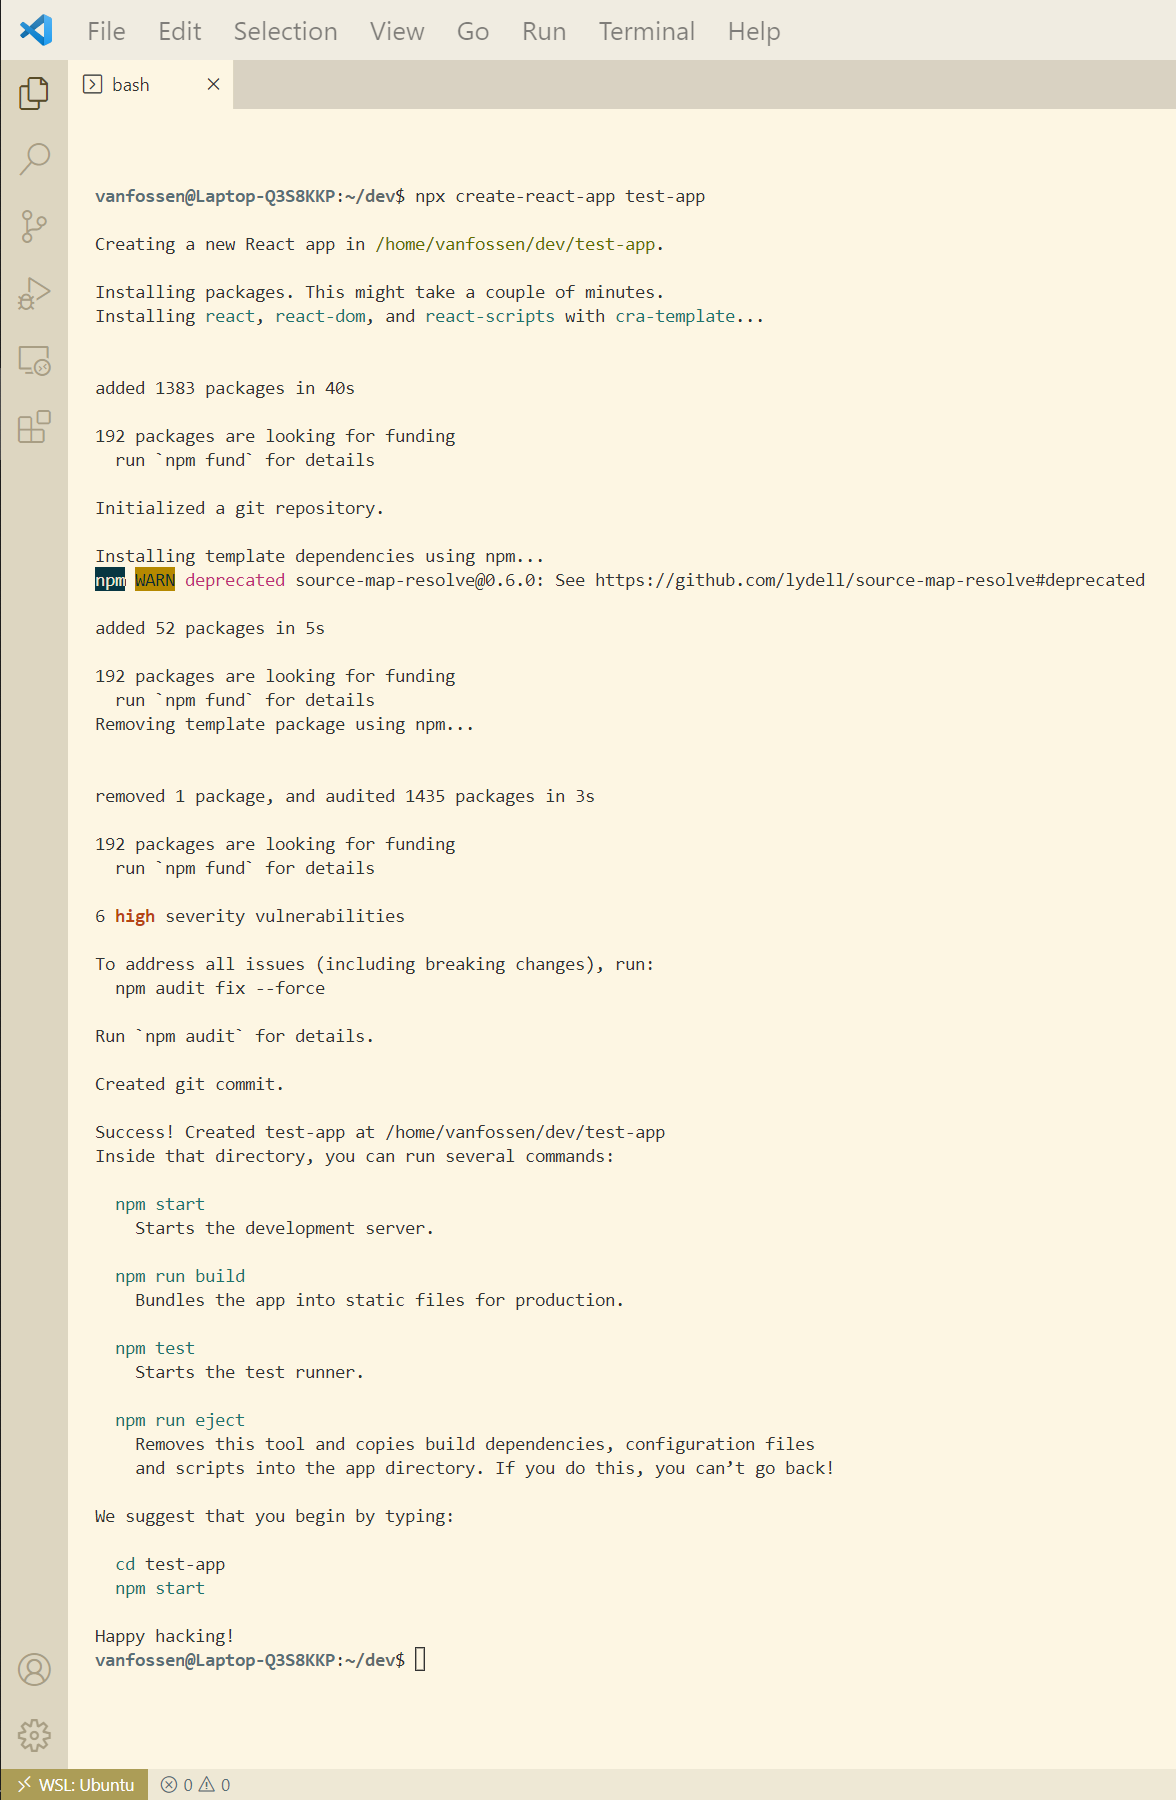 File Edit Selection View Go Run Terminal Help
bash
vanfossen@Laptop-Q3S8KKP:~/dev$ npx create-react-app test-app
Creating a new React app in /home/vanfossen/dev/test-app.
Installing packages. This might take a couple of minutes.
Installing react, react-dom, and react-scripts with cra-template...
added 1383 packages in 40s
192 packages are looking for funding
  run `npm fund` for details
Initialized a git repository.
Installing template dependencies using npm...
npm WARN deprecated source-map-resolve@0.6.0: See https://github.com/lydell/source-map-resolve#deprecated
added 52 packages in 5s
192 packages are looking for funding
  run `npm fund` for details
Removing template package using npm...
removed 1 package, and audited 1435 packages in 3s
192 packages are looking for funding
  run `npm fund` for details
6 high severity vulnerabilities
To address all issues (including breaking changes), run:
  npm audit fix --force
Run `npm audit` for details.
Created git commit.
Success! Created test-app at /home/vanfossen/dev/test-app
Inside that directory, you can run several commands:
  npm start
    Starts the development server.
  npm run build
    Bundles the app into static files for production.
  npm test
    Starts the test runner.
  npm run eject
    Removes this tool and copies build dependencies, configuration files
    and scripts into the app directory. If you do this, you can’t go back!
We suggest that you begin by typing:
  cd test-app
  npm start
Happy hacking!
vanfossen@Laptop-Q3S8KKP:~/dev$
WSL: Ubuntu 0 0